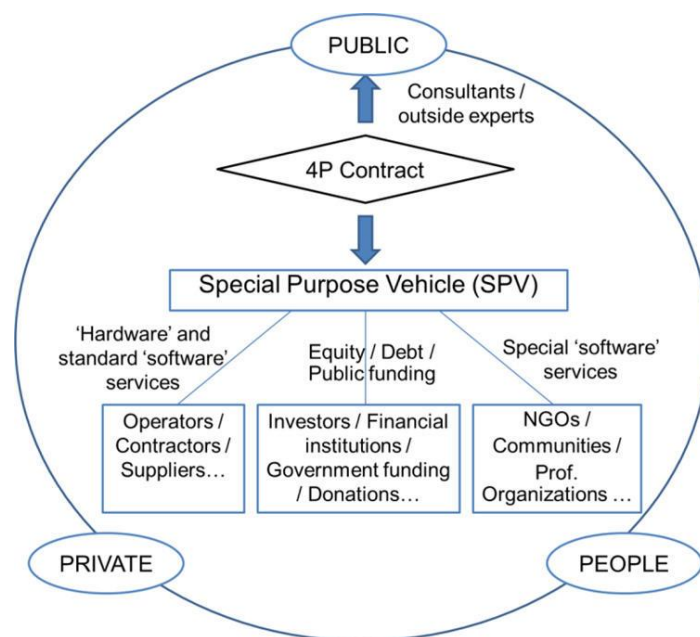 PUBLIC
Consultants /
outside experts
4P Contract
Special Purpose Vehicle (SPV)
'Hardware' and
standard 'software'
services
Equity / Debt /
Public funding
Special 'software'
services
Operators /
Contractors /
Suppliers...
Investors / Financial
institutions /
Government funding
/ Donations...
NGOs /
Communities /
Prof.
Organizations ...
PRIVATE
PEOPLE